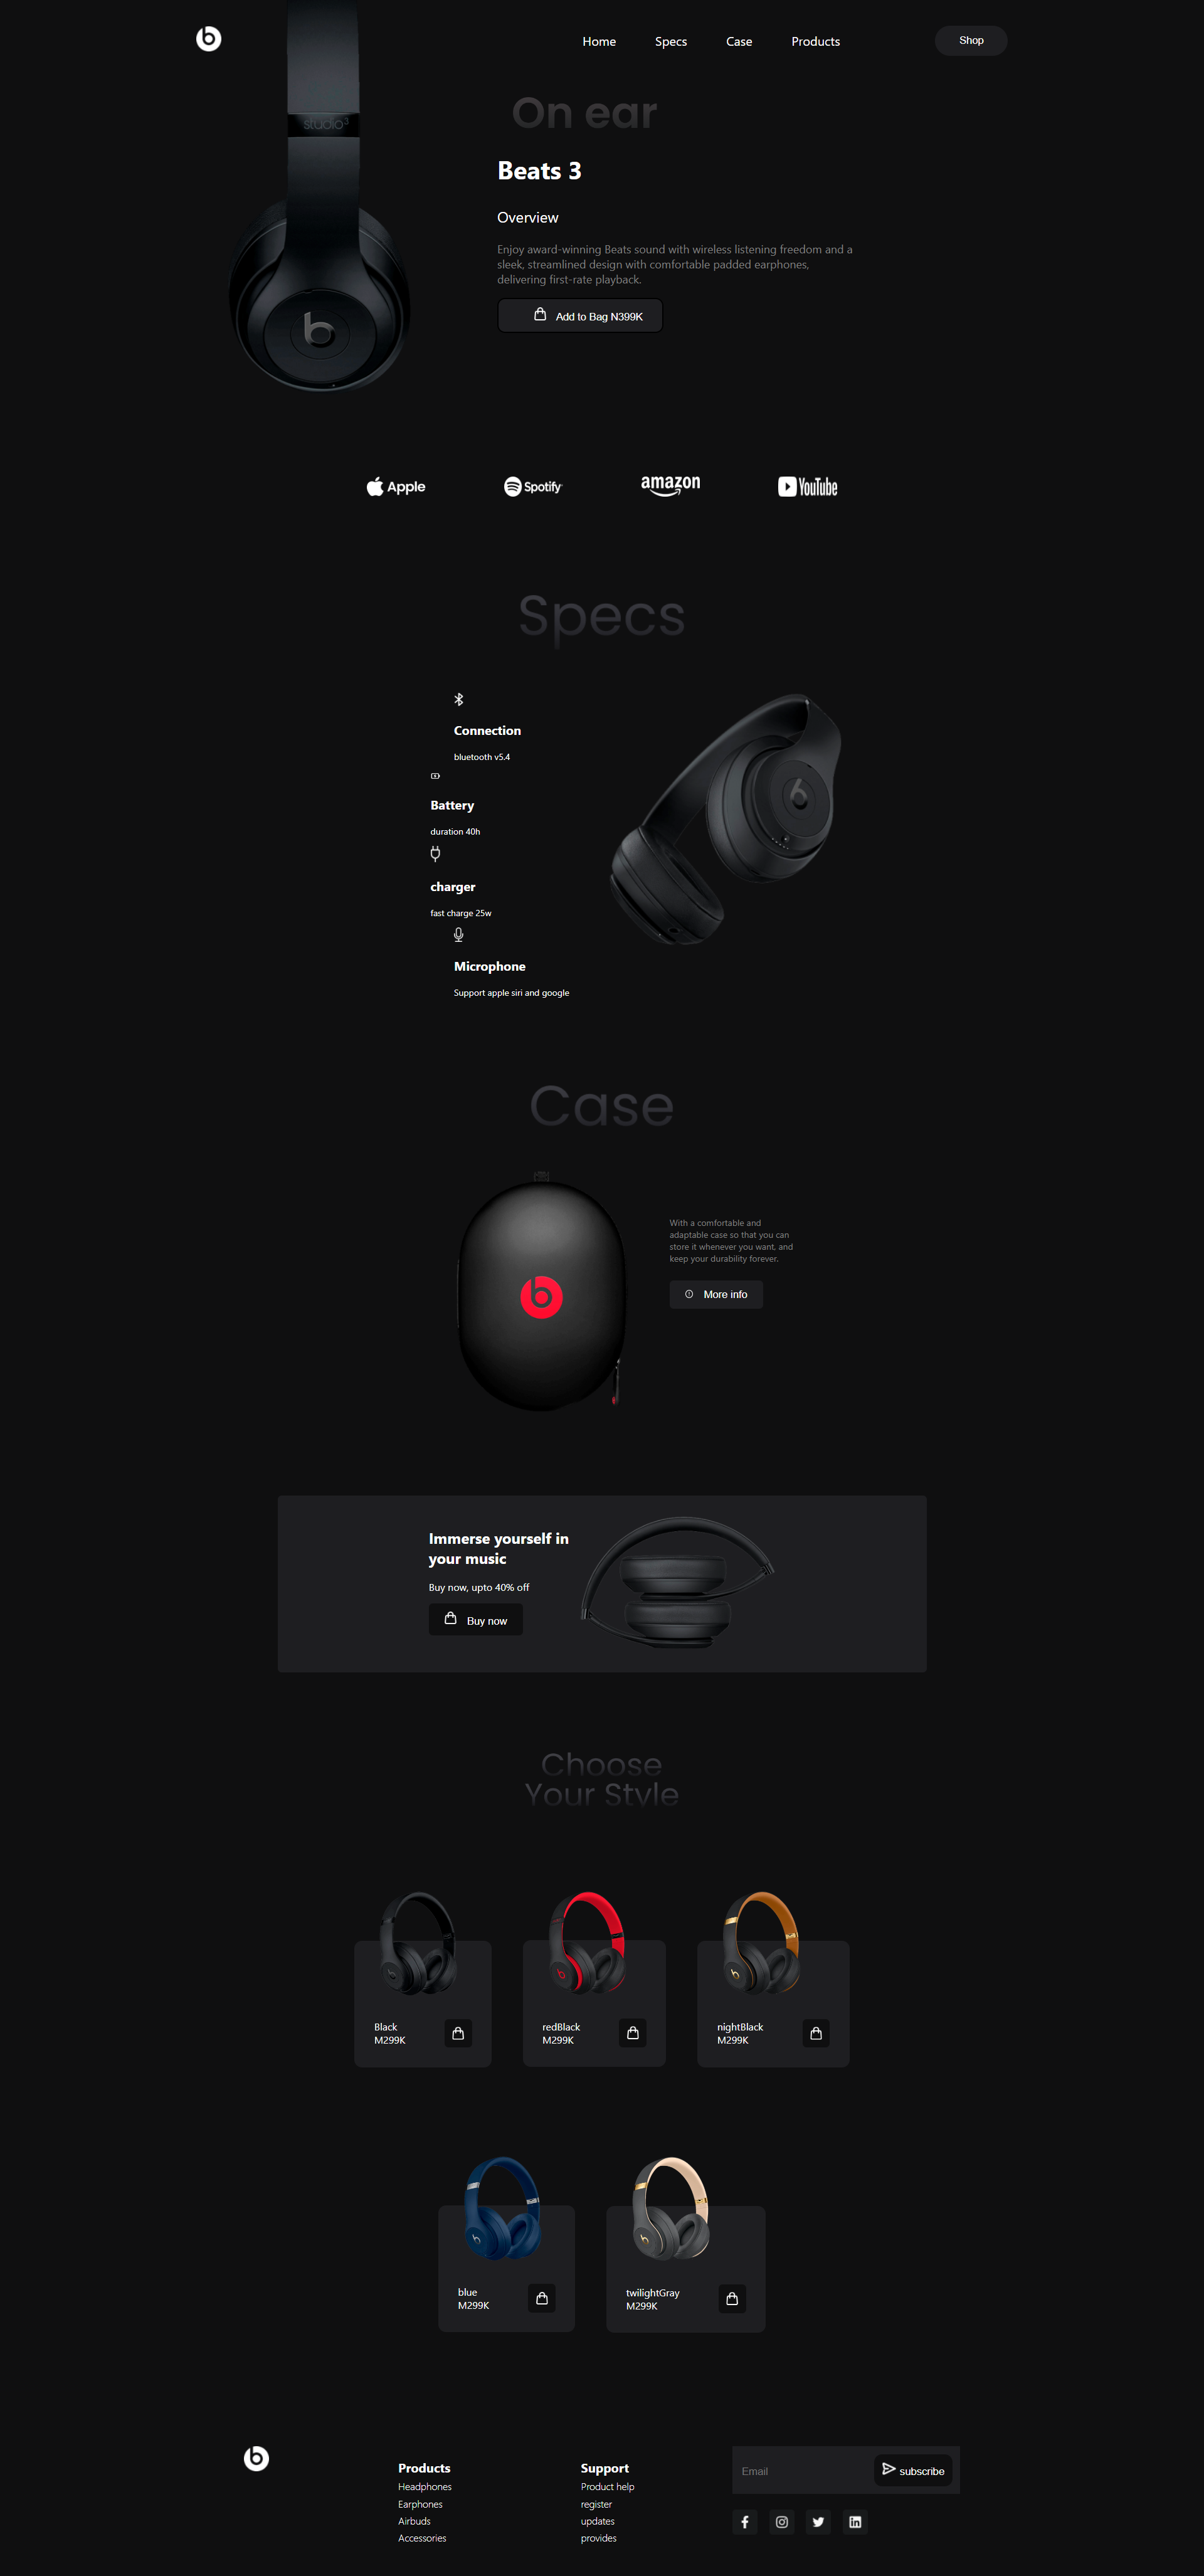 Home Specs Case Products Shop
studio3
On ear
Beats 3
Overview
Enjoy award-winning Beats sound with wireless listening freedom and a
sleek, streamlined design with comfortable padded earphones,
delivering first-rate playback.
Add to Bag N399K
Apple Spotify amazon YouTube
Specs
Connection
bluetooth v5.4
Battery
duration 40h
charger
fast charge 25w
Microphone
Support apple siri and google
Case
With a comfortable and
adaptable case so that you can
store it whenever you want, and
keep your durability forever.
More info
Immerse yourself in
your music
Buy now, upto 40% off
Buy now
Choose
Your Style
Black
M299K
redBlack
M299K
nightBlack
M299K
blue
M299K
twilightGray
M299K
Products
Headphones
Earphones
Airbuds
Accessories
Support
Product help
register
updates
provides
Email
subscribe